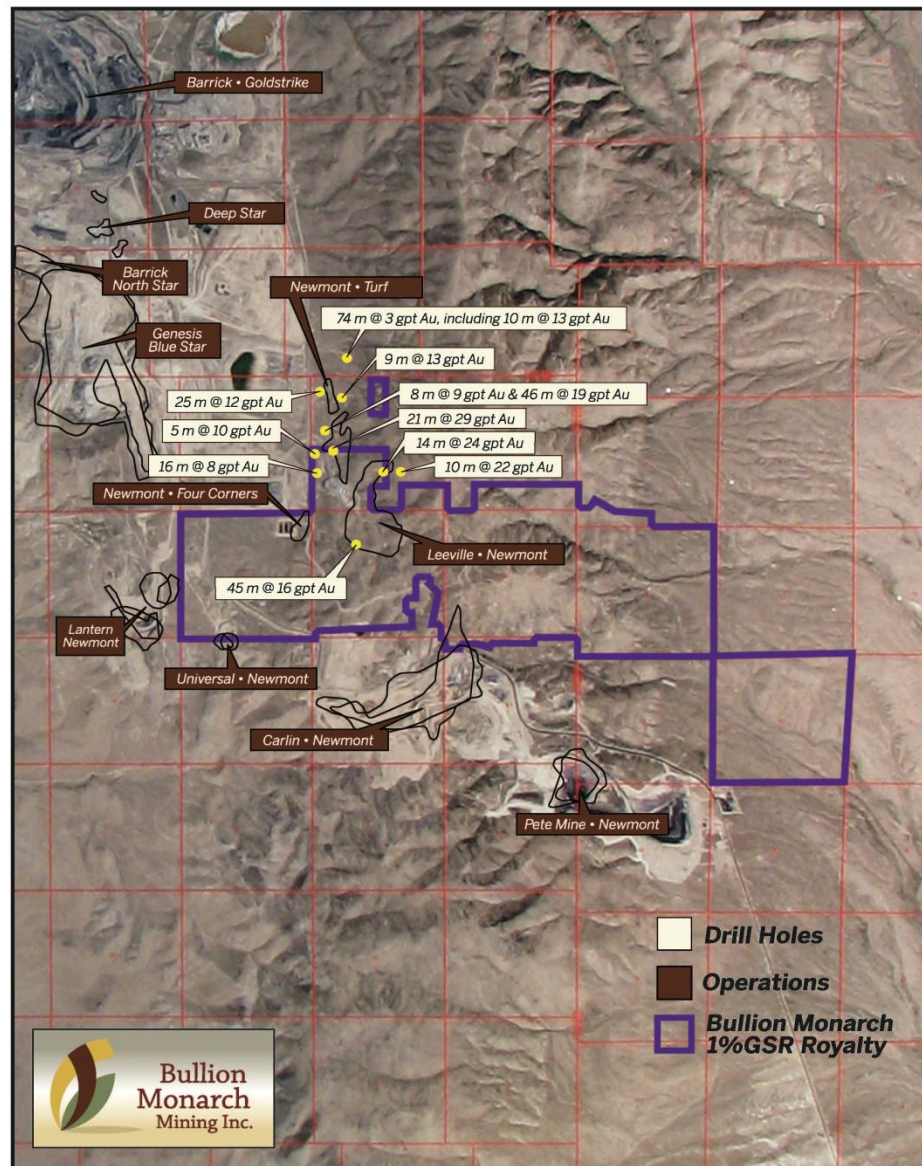 Barrick • Goldstrike
Deep Star
Barrick
North Star
Newmont • Turf
74 m @ 3 gpt Au, including 10 m @ 13 gpt Au
Genesis
Blue Star
9 m @ 13 gpt Au
25 m @ 12 gpt Au
8 m @ 9 gpt Au & 46 m @ 19 gpt Au
21 m @ 29 gpt Au
5 m @ 10 gpt Au
14 m @ 24 gpt Au
16 m @ 8 gpt Au
10 m @ 22 gpt Au
Newmont • Four Corners
Leeville • Newmont
45 m @ 16 gpt Au
Lantern
Newmont
Universal • Newmont
Carlin • Newmont
Pete Mine • Newmont
Drill Holes
Operations
Bullion Monarch
1%GSR Royalty
Bullion
Monarch
Mining Inc.